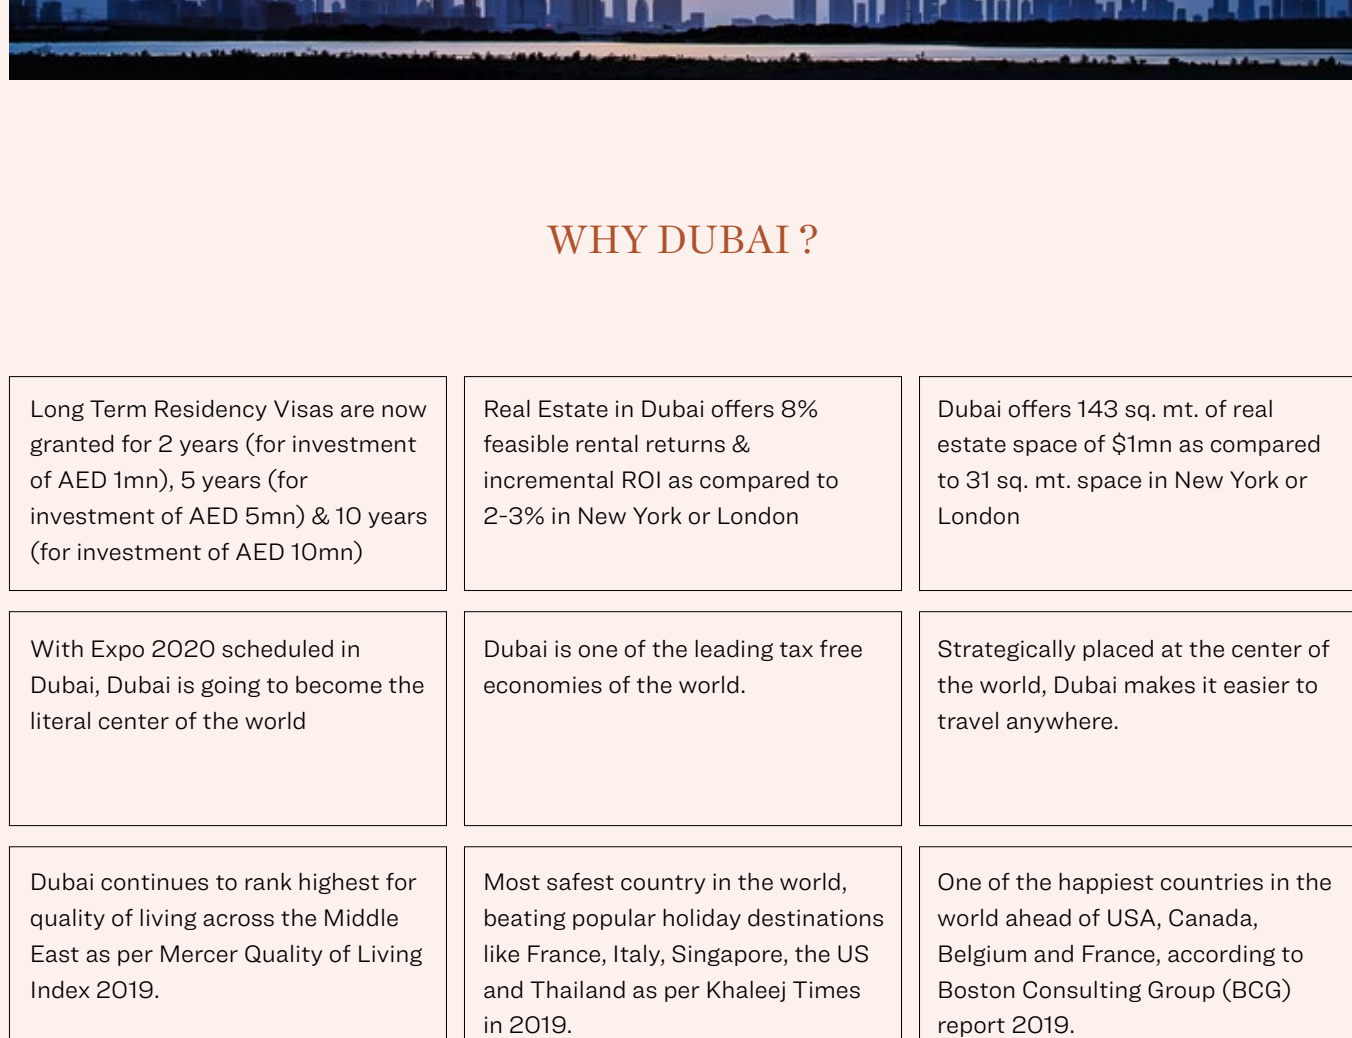 WHY DUBAI ?
Long Term Residency Visas are now
granted for 2 years (for investment
of AED 1mn), 5 years (for
investment of AED 5mn) & 10 years
(for investment of AED 10mn)
Real Estate in Dubai offers 8%
feasible rental returns &
incremental ROI as compared to
2-3% in New York or London
Dubai offers 143 sq. mt. of real
estate space of $1mn as compared
to 31 sq. mt. space in New York or
London
With Expo 2020 scheduled in
Dubai, Dubai is going to become the
literal center of the world
Dubai is one of the leading tax free
economies of the world.
Strategically placed at the center of
the world, Dubai makes it easier to
travel anywhere.
Dubai continues to rank highest for
quality of living across the Middle
East as per Mercer Quality of Living
Index 2019.
Most safest country in the world,
beating popular holiday destinations
like France, Italy, Singapore, the US
and Thailand as per Khaleej Times
in 2019.
One of the happiest countries in the
world ahead of USA, Canada,
Belgium and France, according to
Boston Consulting Group (BCG)
report 2019.